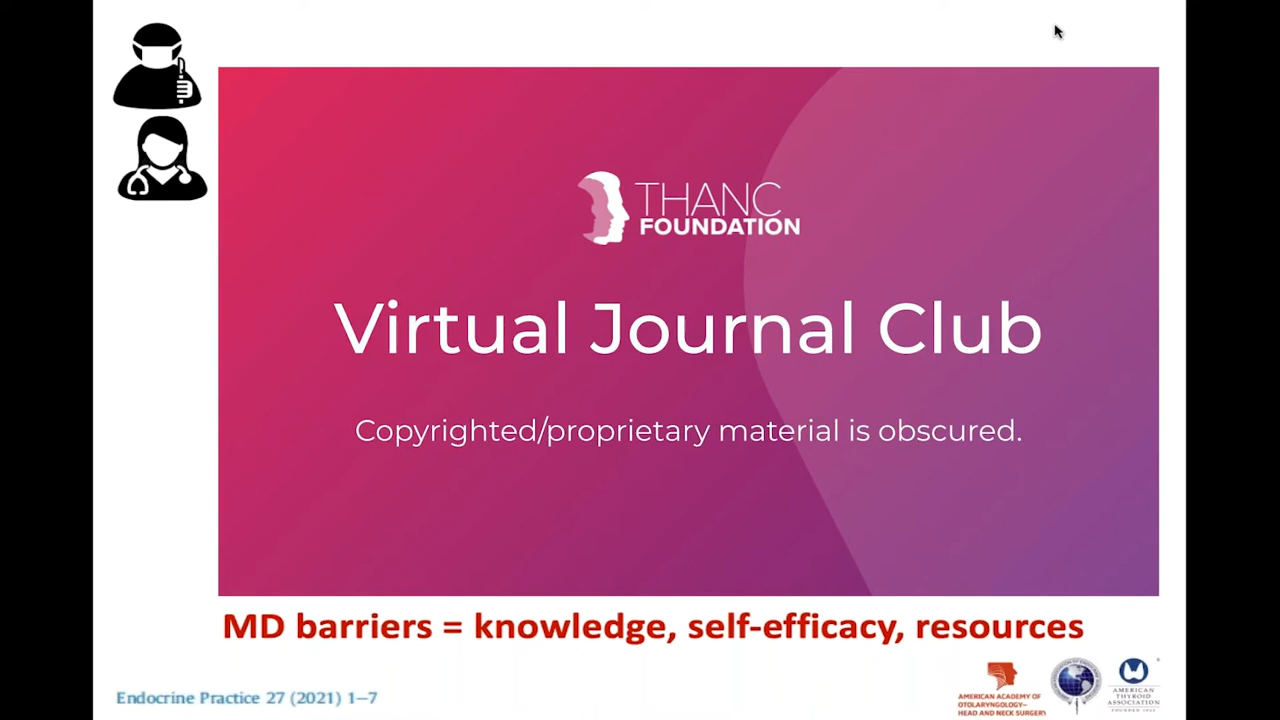 THANC
FOUNDATION
Virtual Journal Club
Copyrighted/proprietary material is obscured.
MD barriers = knowledge, self-efficacy, resources
Endocrine Practice 27 (2021) 1–7
AMERICAN ACADEMY OF
OTOLARYNGOLOGY–
HEAD AND NECK SURGERY
AMERICAN
THYROID
ASSOCIATION